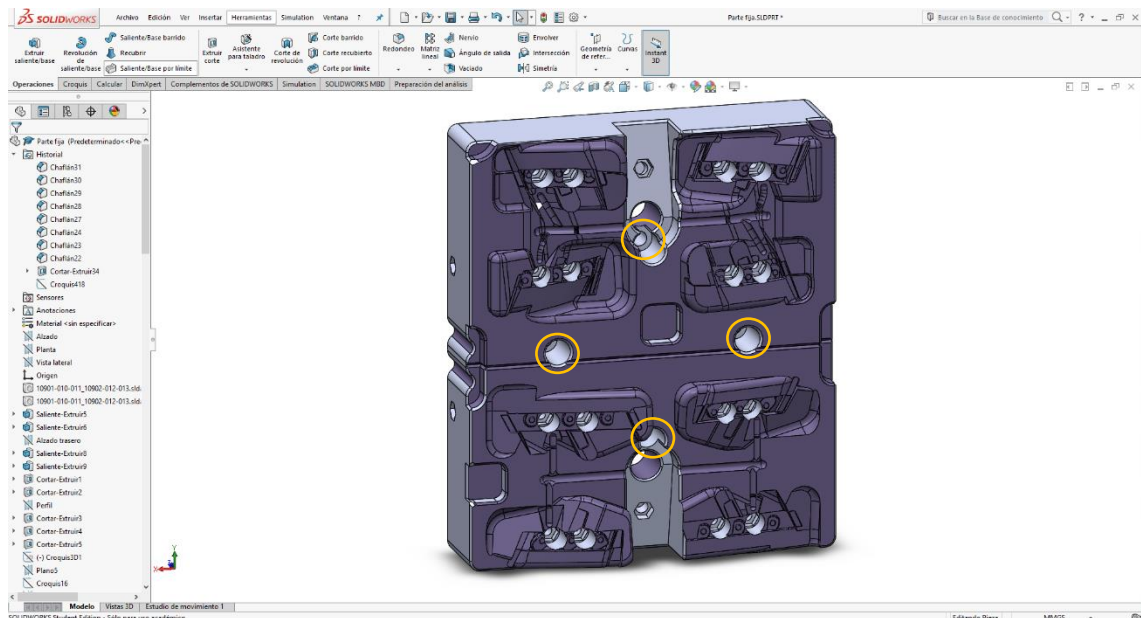 SOLIDWORKS
Archivo Edición Ver Insertar Herramientas Simulation Ventana ?
Parte fija.SLDPRT *
Buscar en la Base de conocimiento
Extruir saliente/base
Revolución de saliente/base
Saliente/Base barrido
Recubrir
Saliente/Base por límite
Extruir corte
Asistente para taladro
Corte de revolución
Corte barrido
Corte recubierto
Corte por límite
Redondeo
Matriz lineal
Nervio
Ángulo de salida
Vaciado
Envolver
Intersección
Simetría
Geometría de refer...
Curvas
Instant 3D
Operaciones Croquis Calcular DimXpert Complementos de SOLIDWORKS Simulation SOLIDWORKS MBD Preparación del análisis
Parte fija (Predeterminado<<Pre
Historial
Chaflán31
Chaflán30
Chaflán29
Chaflán28
Chaflán27
Chaflán24
Chaflán23
Chaflán22
Cortar-Extruir34
Croquis418
Sensores
Anotaciones
Material <sin especificar>
Alzado
Planta
Vista lateral
Origen
10901-010-011_10902-012-013.sld
10901-010-011_10902-012-013.sld
Saliente-Extruir5
Saliente-Extruir6
Alzado trasero
Saliente-Extruir8
Saliente-Extruir9
Cortar-Extruir1
Cortar-Extruir2
Perfil
Cortar-Extruir3
Cortar-Extruir4
Cortar-Extruir5
(-) Croquis3D1
Plano5
Croquis16
Modelo Vistas 3D Estudio de movimiento 1
SOLIDWORKS Student Edition - Sólo para uso académico
Editando Pieza MMGS